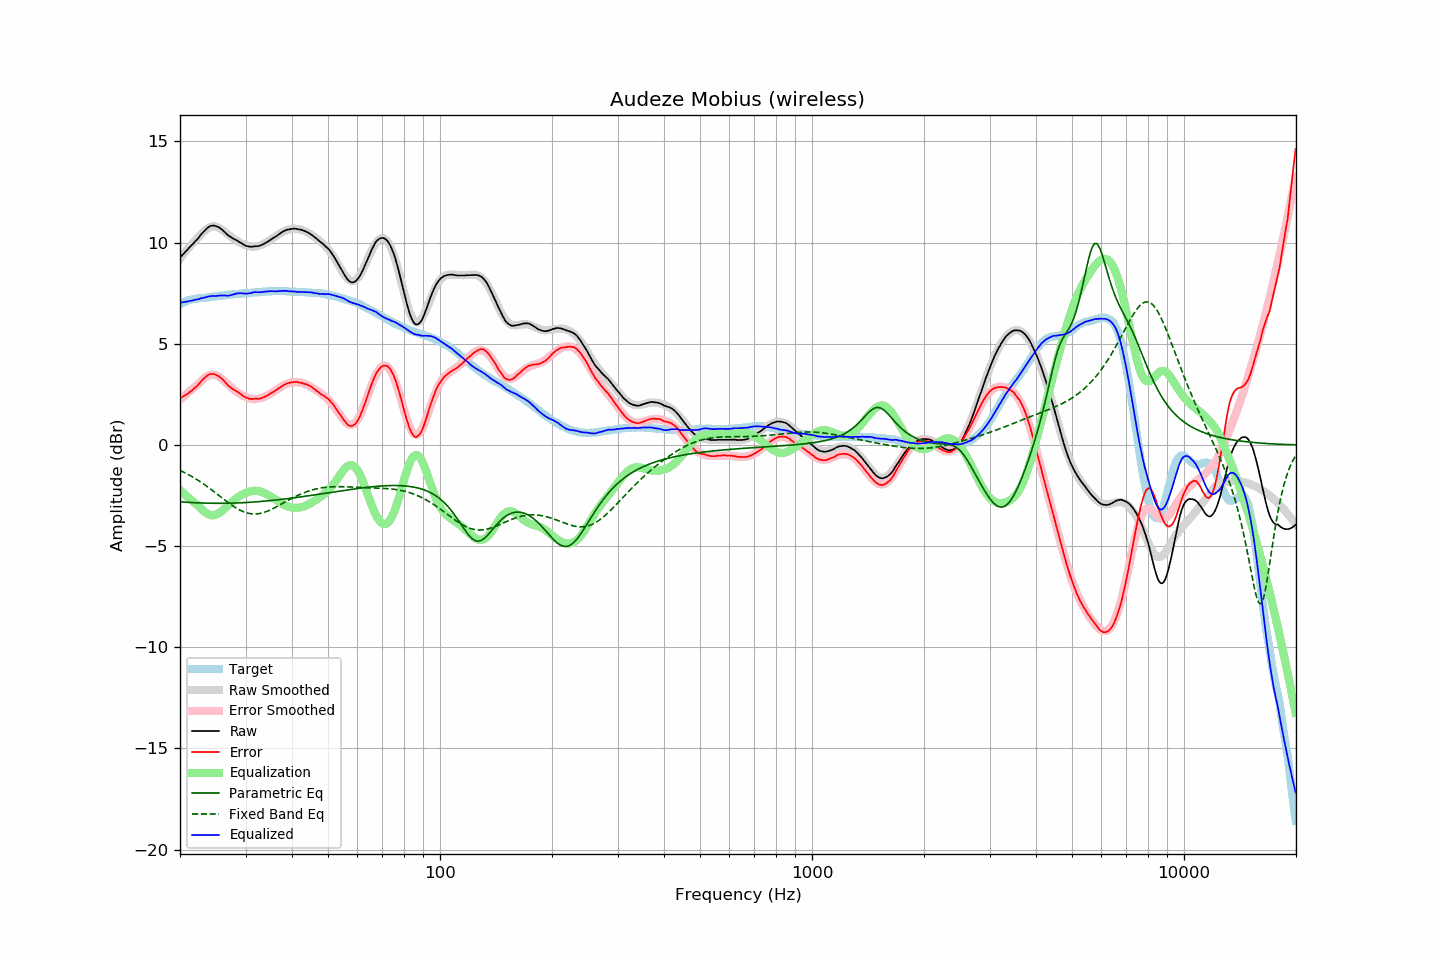 Audeze Mobius (wireless)
15
10
5
0
−5
−10
−15
−20
Amplitude (dBr)
Target
Raw Smoothed
Error Smoothed
Raw
Error
Equalization
Parametric Eq
Fixed Band Eq
Equalized
100
1000
10000
Frequency (Hz)